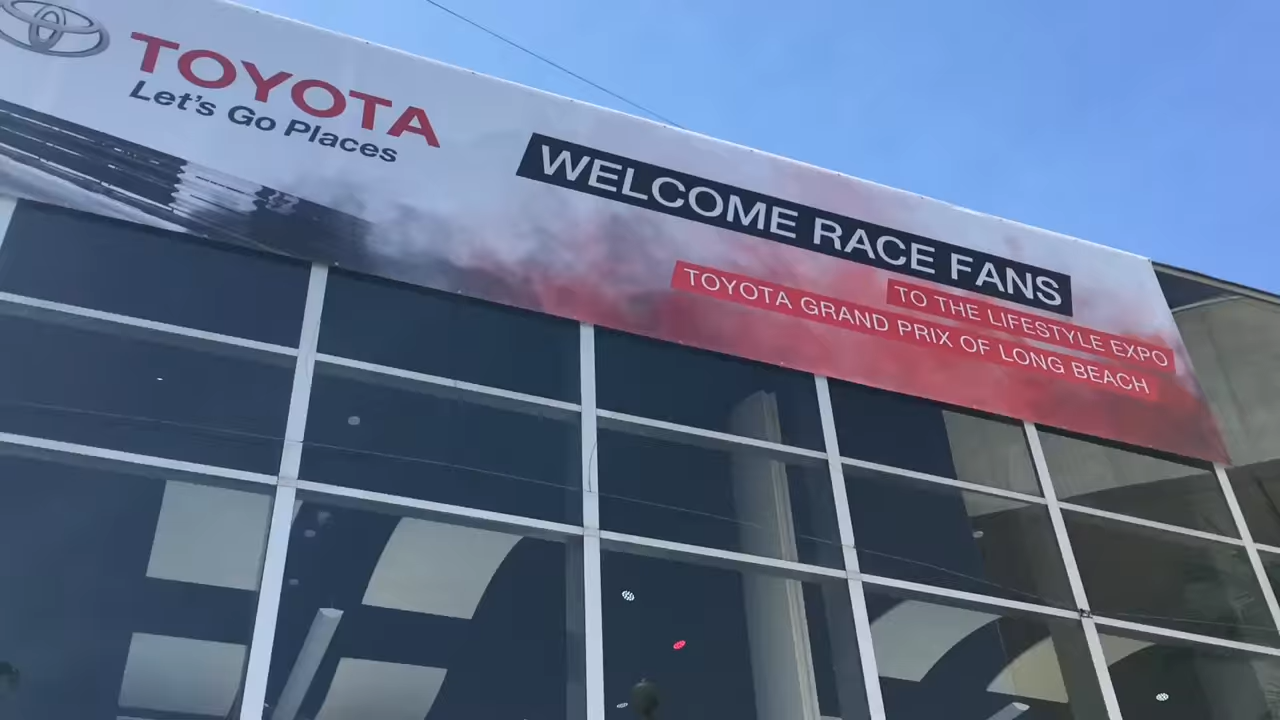 TOYOTA
Let's Go Places
WELCOME RACE FANS
TO THE LIFESTYLE EXPO
TOYOTA GRAND PRIX OF LONG BEACH